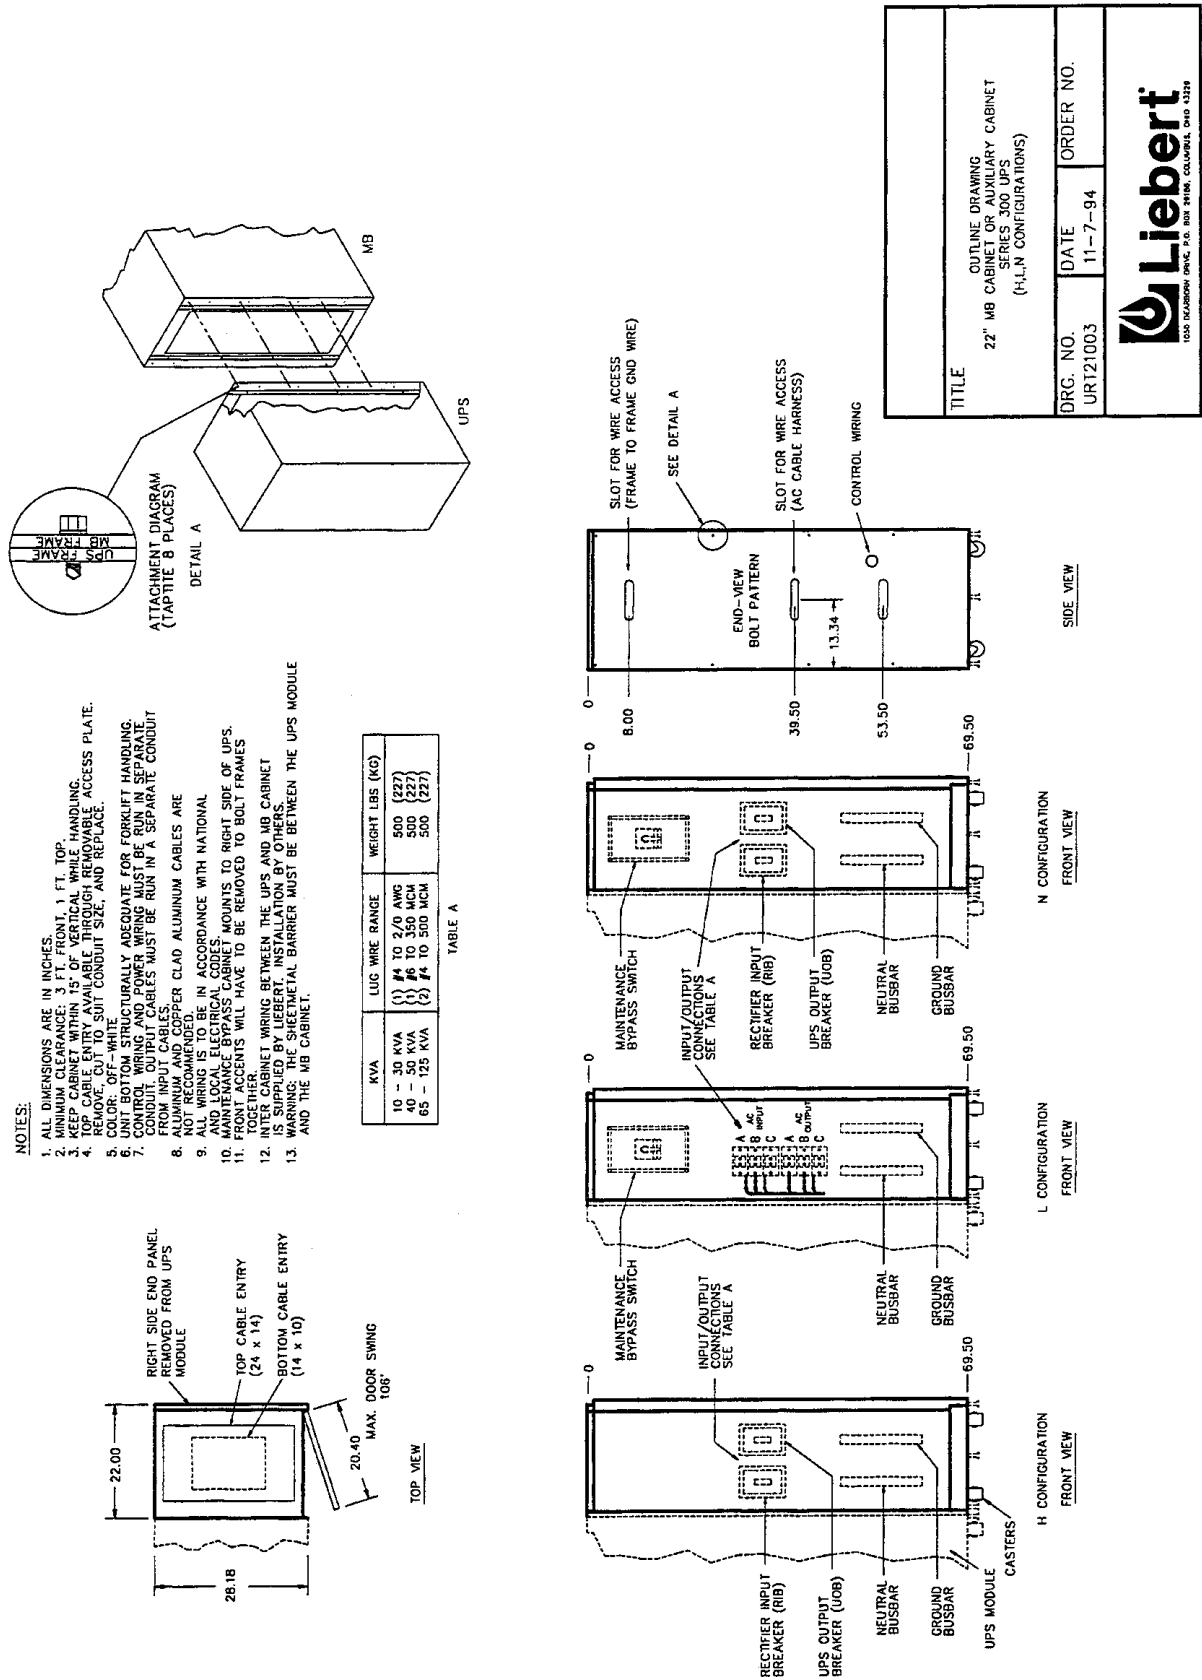 22.00
28.18
RIGHT SIDE END PANEL
REMOVED FROM UPS
MODULE
TOP CABLE ENTRY
(24 x 14)
BOTTOM CABLE ENTRY
(14 x 10)
20.40
MAX. DOOR SWING
106°
TOP VIEW
NOTES:
1. ALL DIMENSIONS ARE IN INCHES.
2. MINIMUM CLEARANCE: 3 FT. FRONT, 1 FT. TOP.
3. KEEP CABINET WITHIN 15° OF VERTICAL WHILE HANDLING.
4. TOP CABLE ENTRY AVAILABLE THROUGH REMOVABLE ACCESS PLATE.
REMOVE, CUT TO SUIT CONDUIT SIZE, AND REPLACE.
5. COLOR: OFF-WHITE
6. UNIT BOTTOM STRUCTURALLY ADEQUATE FOR FORKLIFT HANDLING.
7. CONTROL WIRING AND POWER WIRING MUST BE RUN IN SEPARATE
CONDUIT. OUTPUT CABLES MUST BE RUN IN A SEPARATE CONDUIT
FROM INPUT CABLES.
8. ALUMINUM AND COPPER CLAD ALUMINUM CABLES ARE
NOT RECOMMENDED.
9. ALL WIRING IS TO BE IN ACCORDANCE WITH NATIONAL
AND LOCAL ELECTRICAL CODES.
10. MAINTENANCE BYPASS CABINET MOUNTS TO RIGHT SIDE OF UPS.
11. FRONT ACCENTS WILL HAVE TO BE REMOVED TO BOLT FRAMES
TOGETHER.
12. INTER CABINET WIRING BETWEEN THE UPS AND MB CABINET
IS SUPPLIED BY LIEBERT. INSTALLATION BY OTHERS.
13. WARNING: THE SHEETMETAL BARRIER MUST BE BETWEEN THE UPS MODULE
AND THE MB CABINET.
KVA LUG WIRE RANGE WEIGHT LBS (KG)
10 - 30 KVA (1) #4 TO 2/0 AWG 500 (227)
40 - 50 KVA (1) #6 TO 350 MCM 500 (227)
65 - 125 KVA (2) #4 TO 500 MCM 500 (227)
TABLE A
UPS FRAME
MB FRAME
ATTACHMENT DIAGRAM
(TAPTITE 8 PLACES)
DETAIL A
UPS
MB
RECTIFIER INPUT
BREAKER (RIB)
UPS OUTPUT
BREAKER (UOB)
NEUTRAL
BUSBAR
GROUND
BUSBAR
UPS MODULE
CASTERS
INPUT/OUTPUT
CONNECTIONS
SEE TABLE A
0
69.50
H CONFIGURATION
FRONT VIEW
MAINTENANCE
BYPASS SWITCH
A
B
C
AC
INPUT
A
B
C
AC
OUTPUT
NEUTRAL
BUSBAR
GROUND
BUSBAR
0
69.50
L CONFIGURATION
FRONT VIEW
MAINTENANCE
BYPASS SWITCH
INPUT/OUTPUT
CONNECTIONS
SEE TABLE A
RECTIFIER INPUT
BREAKER (RIB)
UPS OUTPUT
BREAKER (UOB)
NEUTRAL
BUSBAR
GROUND
BUSBAR
0
69.50
N CONFIGURATION
FRONT VIEW
0
8.00
39.50
53.50
END-VIEW
BOLT PATTERN
13.34
SLOT FOR WIRE ACCESS
(FRAME TO FRAME GND WIRE)
SEE DETAIL A
SLOT FOR WIRE ACCESS
(AC CABLE HARNESS)
CONTROL WIRING
SIDE VIEW
TITLE
OUTLINE DRAWING
22" MB CABINET OR AUXILIARY CABINET
SERIES 300 UPS
(H,L,N CONFIGURATIONS)
DRG. NO.
URT21003
DATE
11-7-94
ORDER NO.
Liebert
1050 DEARBORN DRIVE, P.O. BOX 29186, COLUMBUS, OHIO 43229